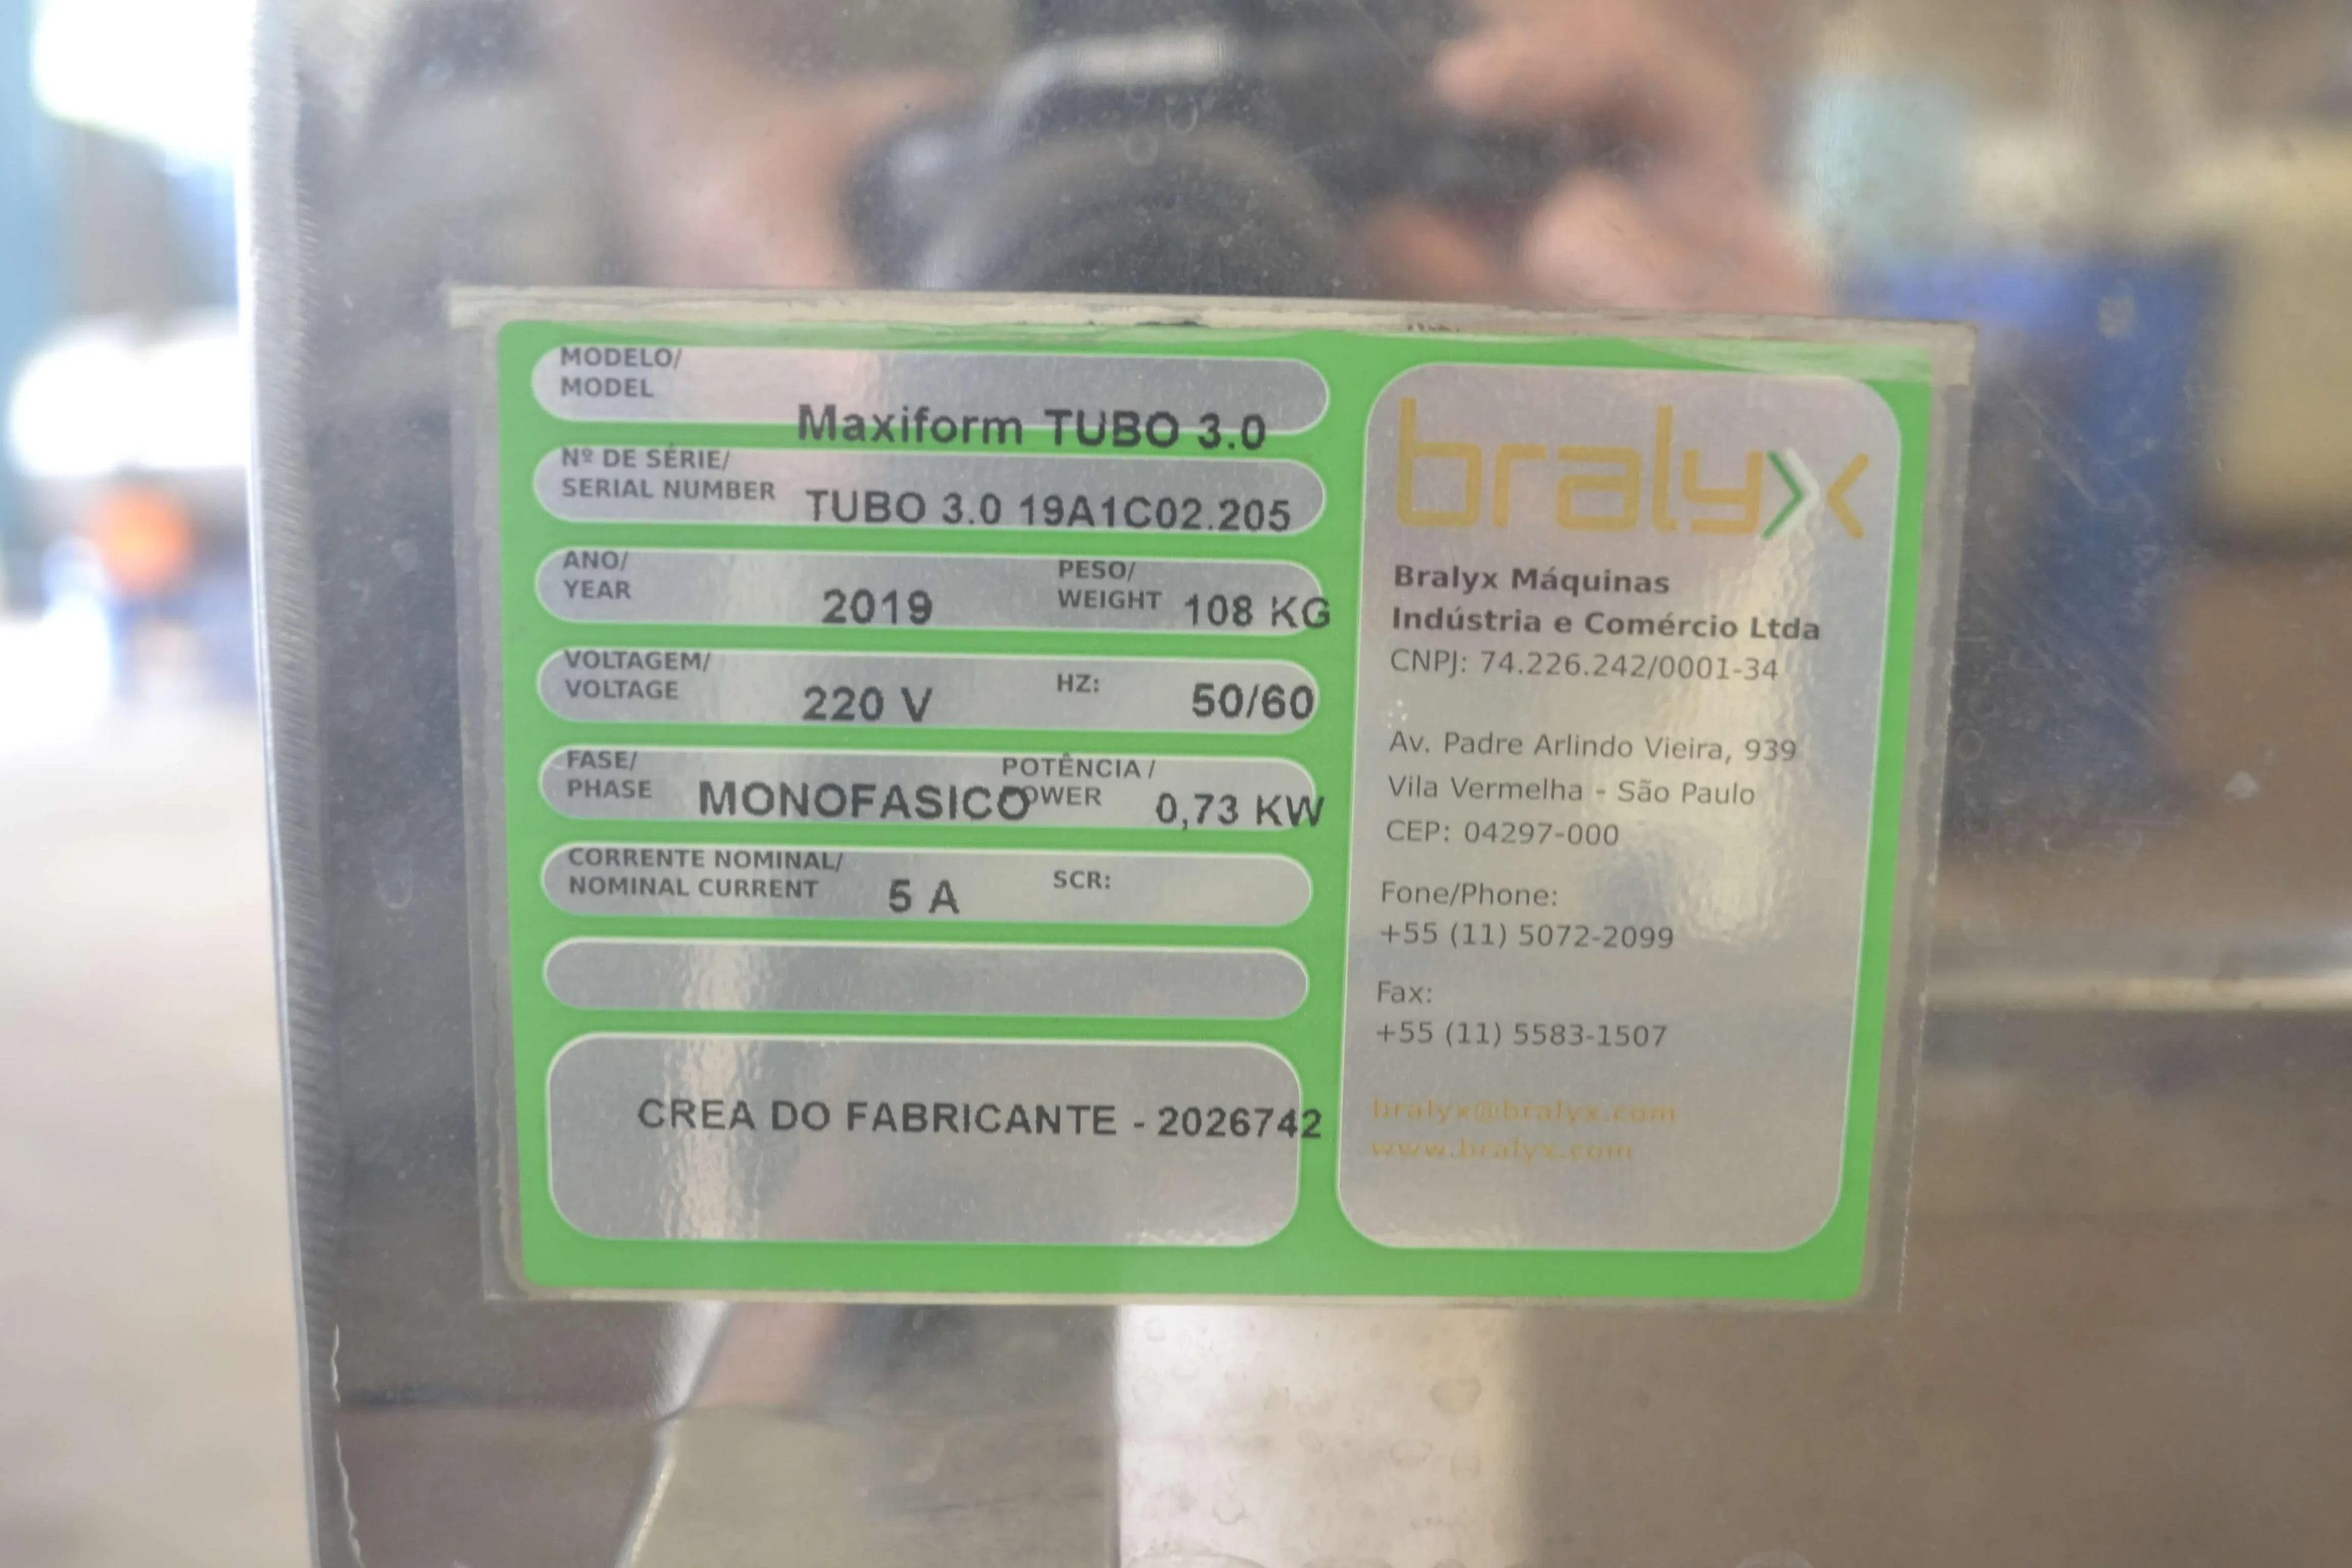 MODELO/
MODEL
Maxiform TUBO 3.0
Nº DE SÉRIE/
SERIAL NUMBER
TUBO 3.0 19A1C02.205
ANO/
YEAR
2019
PESO/
WEIGHT
108 KG
VOLTAGEM/
VOLTAGE
220 V
HZ:
50/60
FASE/
PHASE
MONOFASICO
POTÊNCIA /
POWER
0,73 KW
CORRENTE NOMINAL/
NOMINAL CURRENT
5 A
SCR:
CREA DO FABRICANTE - 2026742
bralyx
Bralyx Máquinas
Indústria e Comércio Ltda
CNPJ: 74.226.242/0001-34
Av. Padre Arlindo Vieira, 939
Vila Vermelha - São Paulo
CEP: 04297-000
Fone/Phone:
+55 (11) 5072-2099
Fax:
+55 (11) 5583-1507
bralyx@bralyx.com
www.bralyx.com